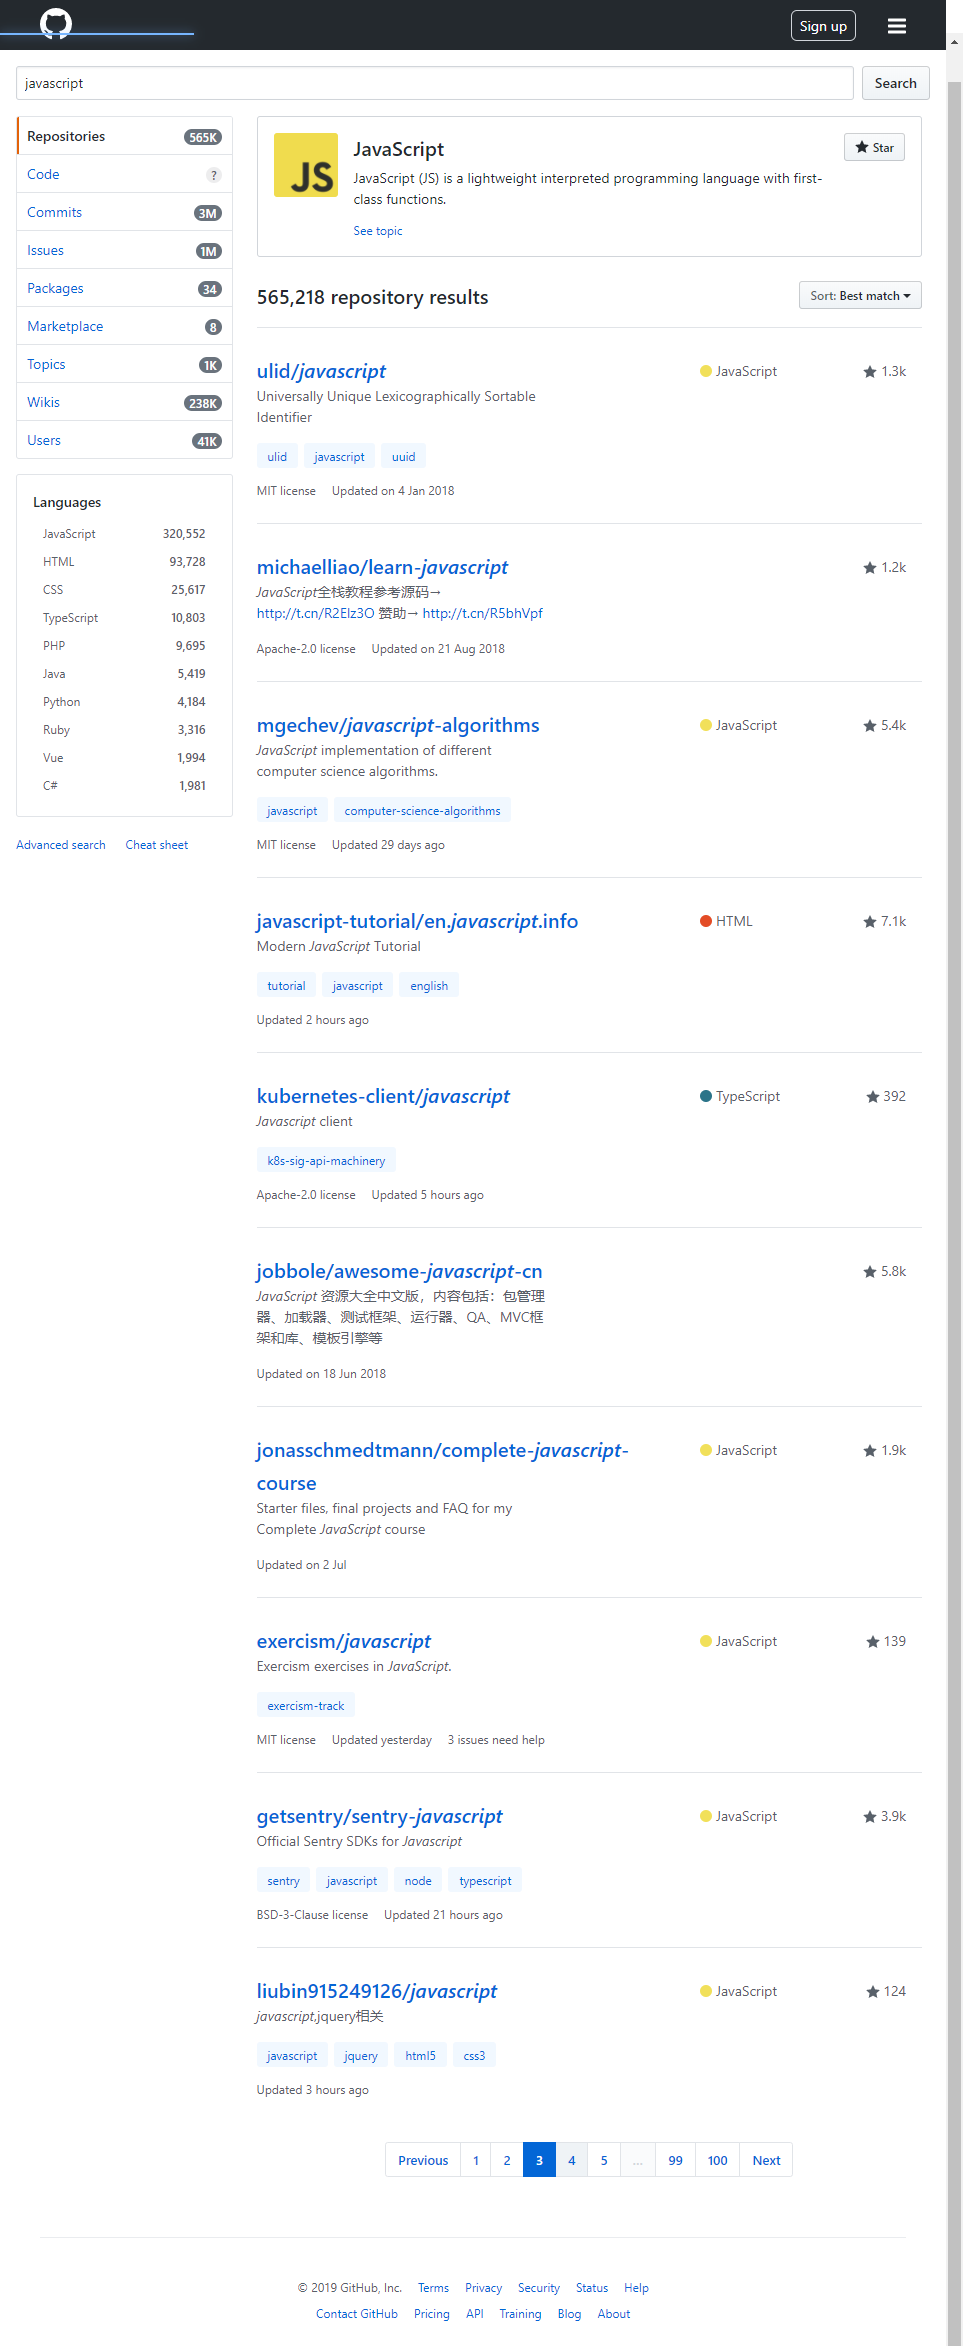 Sign up
javascript
Search
Repositories 565K
Code ?
Commits 3M
Issues 1M
Packages 34
Marketplace 8
Topics 1K
Wikis 238K
Users 41K
Languages
JavaScript 320,552
HTML 93,728
CSS 25,617
TypeScript 10,803
PHP 9,695
Java 5,419
Python 4,184
Ruby 3,316
Vue 1,994
C# 1,981
Advanced search Cheat sheet
JS
JavaScript
Star
JavaScript (JS) is a lightweight interpreted programming language with first-
class functions.
See topic
565,218 repository results
Sort: Best match
ulid/javascript
JavaScript 1.3k
Universally Unique Lexicographically Sortable
Identifier
ulid javascript uuid
MIT license Updated on 4 Jan 2018
michaelliao/learn-javascript
1.2k
JavaScript全栈教程参考源码→
http://t.cn/R2Elz3O 赞助→ http://t.cn/R5bhVpf
Apache-2.0 license Updated on 21 Aug 2018
mgechev/javascript-algorithms
JavaScript 5.4k
JavaScript implementation of different
computer science algorithms.
javascript computer-science-algorithms
MIT license Updated 29 days ago
javascript-tutorial/en.javascript.info
HTML 7.1k
Modern JavaScript Tutorial
tutorial javascript english
Updated 2 hours ago
kubernetes-client/javascript
TypeScript 392
Javascript client
k8s-sig-api-machinery
Apache-2.0 license Updated 5 hours ago
jobbole/awesome-javascript-cn
5.8k
JavaScript 资源大全中文版，内容包括：包管理
器、加载器、测试框架、运行器、QA、MVC框
架和库、模板引擎等
Updated on 18 Jun 2018
jonasschmedtmann/complete-javascript-
course
JavaScript 1.9k
Starter files, final projects and FAQ for my
Complete JavaScript course
Updated on 2 Jul
exercism/javascript
JavaScript 139
Exercism exercises in JavaScript.
exercism-track
MIT license Updated yesterday 3 issues need help
getsentry/sentry-javascript
JavaScript 3.9k
Official Sentry SDKs for Javascript
sentry javascript node typescript
BSD-3-Clause license Updated 21 hours ago
liubin915249126/javascript
JavaScript 124
javascript,jquery相关
javascript jquery html5 css3
Updated 3 hours ago
Previous 1 2 3 4 5 … 99 100 Next
© 2019 GitHub, Inc. Terms Privacy Security Status Help
Contact GitHub Pricing API Training Blog About